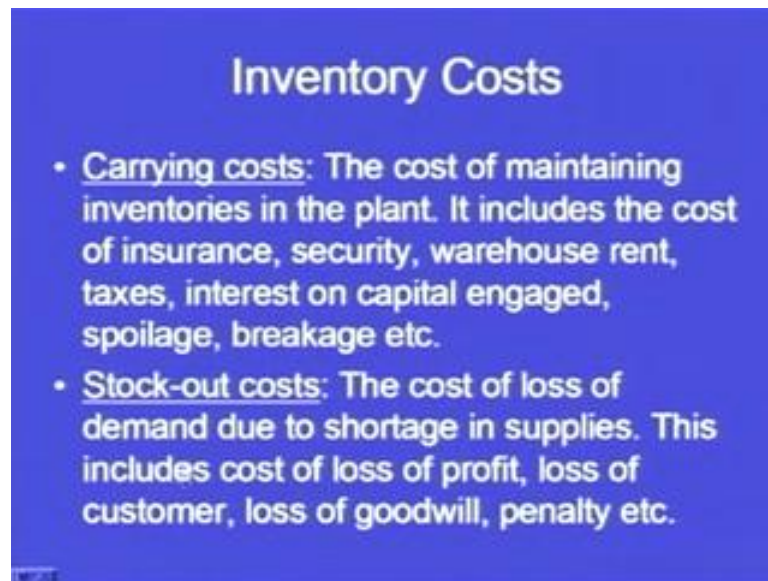 Inventory Costs
• Carrying costs: The cost of maintaining
inventories in the plant. It includes the cost
of insurance, security, warehouse rent,
taxes, interest on capital engaged,
spoilage, breakage etc.
• Stock-out costs: The cost of loss of
demand due to shortage in supplies. This
includes cost of loss of profit, loss of
customer, loss of goodwill, penalty etc.